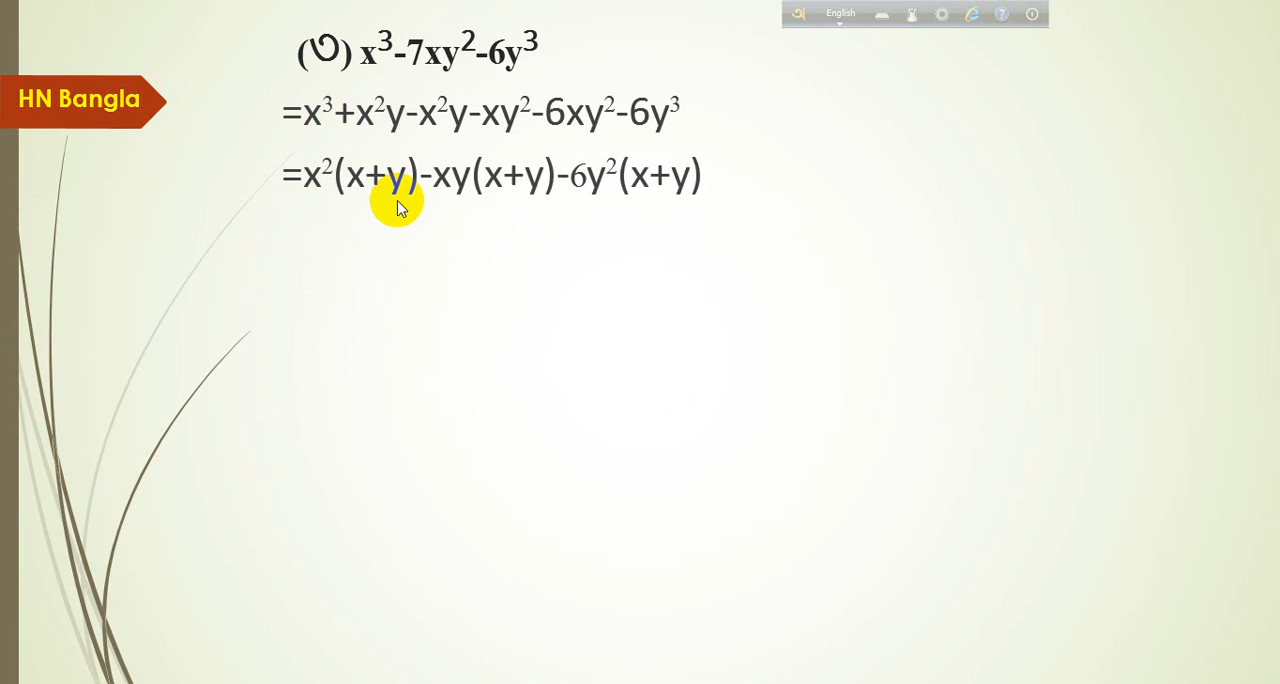 English
(৩) x³-7xy²-6y³
HN Bangla
=x³+x²y-x²y-xy²-6xy²-6y³
=x²(x+y)-xy(x+y)-6y²(x+y)